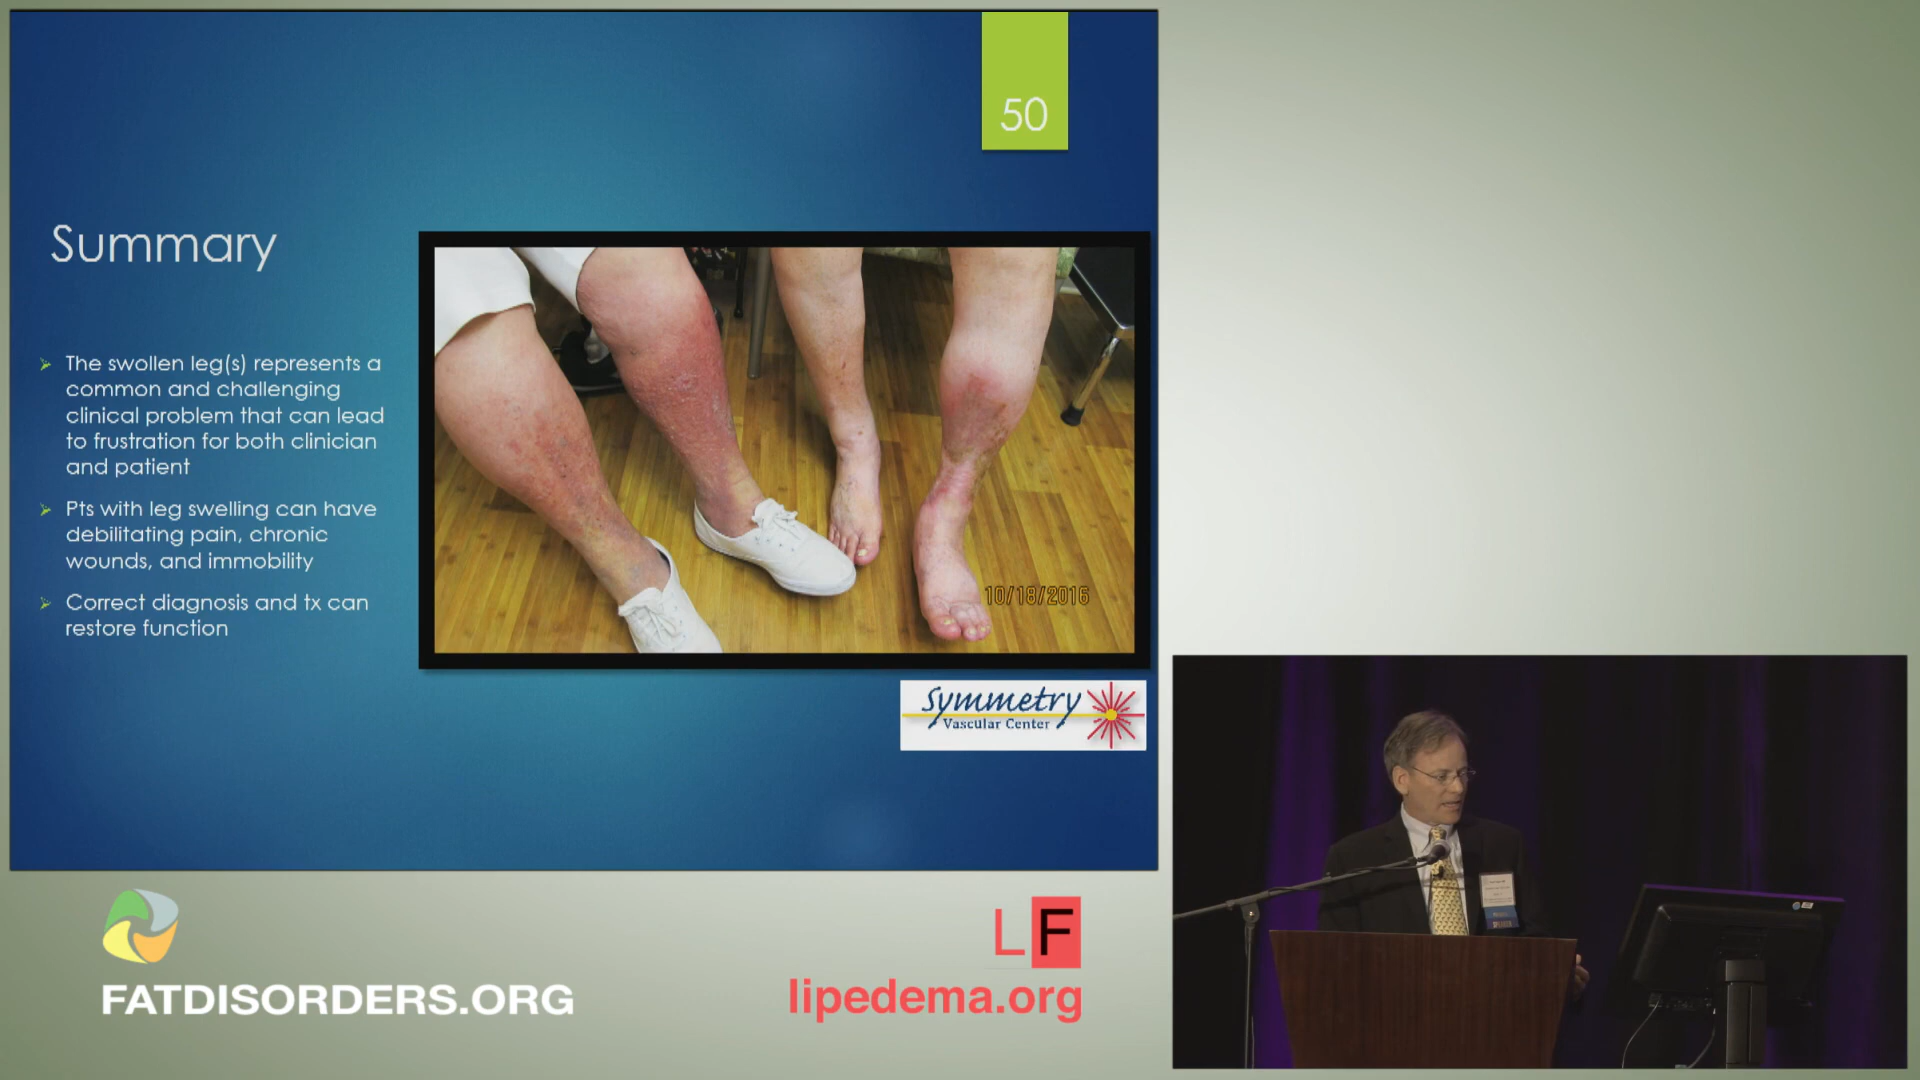 50
Summary
The swollen leg(s) represents a
common and challenging
clinical problem that can lead
to frustration for both clinician
and patient
Pts with leg swelling can have
debilitating pain, chronic
wounds, and immobility
Correct diagnosis and tx can
restore function
10/18/2016
Symmetry
Vascular Center
FATDISORDERS.ORG
LF
lipedema.org